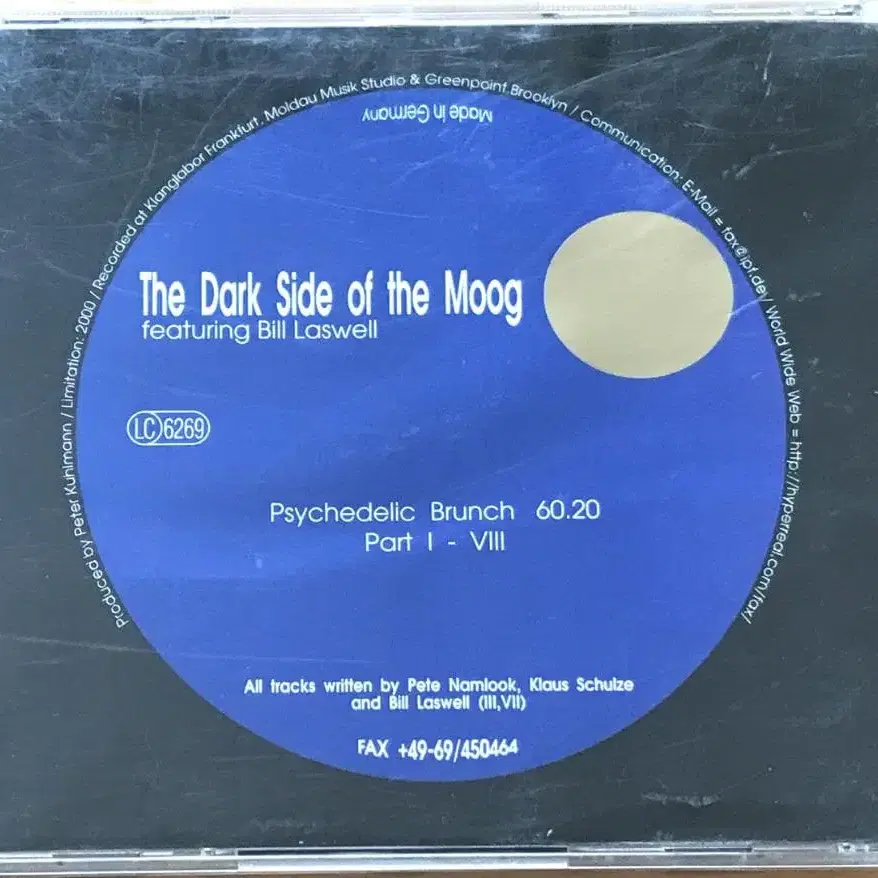 Produced by Peter Kuhlmann / Limitation: 2000 / Recorded at Klanglabor Frankfurt, Moldau Musik Studio & Greenpoint, Brooklyn / Communication: E-Mail = fax@ipf.de / World Wide Web = http://hyperreal.com/fax/
Made in Germany
The Dark Side of the Moog
featuring Bill Laswell
LC 6269
Psychedelic Brunch 60.20
Part I - VIII
All tracks written by Pete Namlook, Klaus Schulze
and Bill Laswell (III,VII)
FAX +49-69/450464